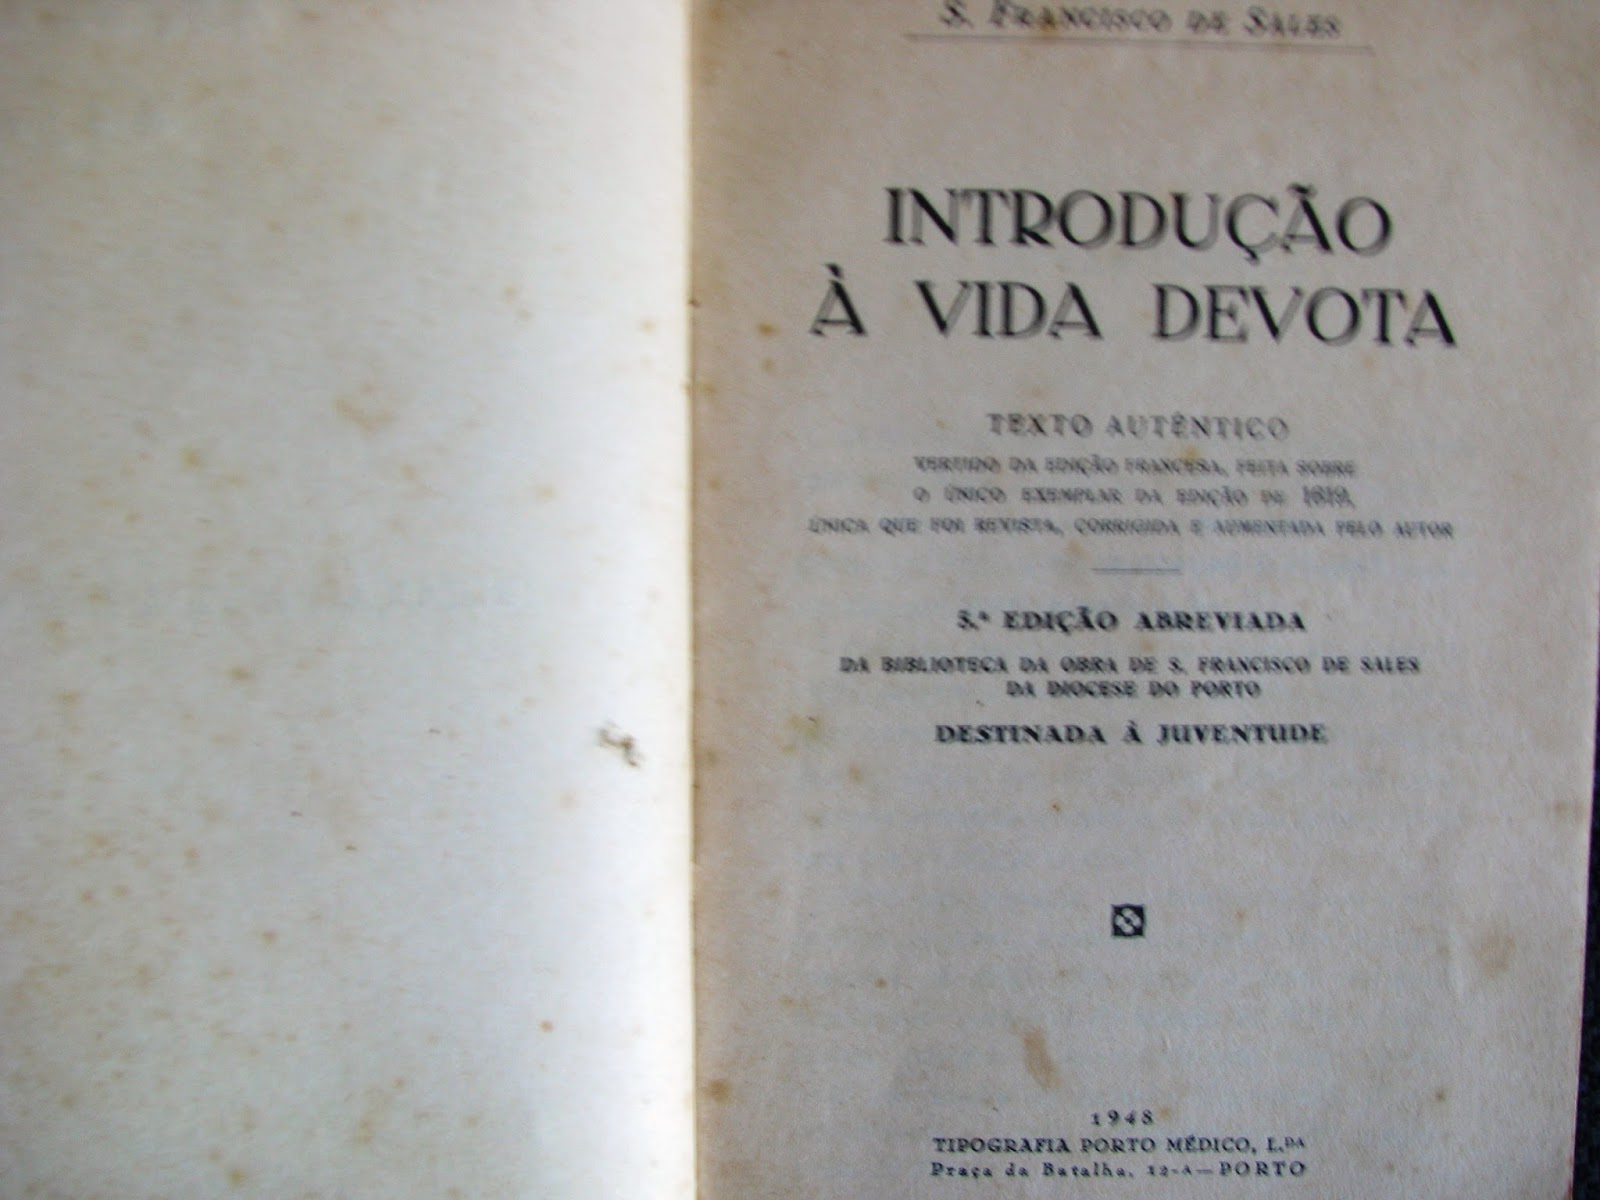 S. FRANCISCO DE SALES
INTRODUÇÃO
À VIDA DEVOTA
TEXTO AUTÊNTICO
VERTIDO DA EDIÇÃO FRANCESA, FEITA SOBRE
O ÚNICO EXEMPLAR DA EDIÇÃO DE 1619,
ÚNICA QUE FOI REVISTA, CORRIGIDA E AUMENTADA PELO AUTOR
5.ª EDIÇÃO ABREVIADA
DA BIBLIOTECA DA OBRA DE S. FRANCISCO DE SALES
DA DIOCESE DO PORTO
DESTINADA À JUVENTUDE
1948
TIPOGRAFIA PORTO MÉDICO, L.DA
Praça da Batalha, 12-A — PORTO